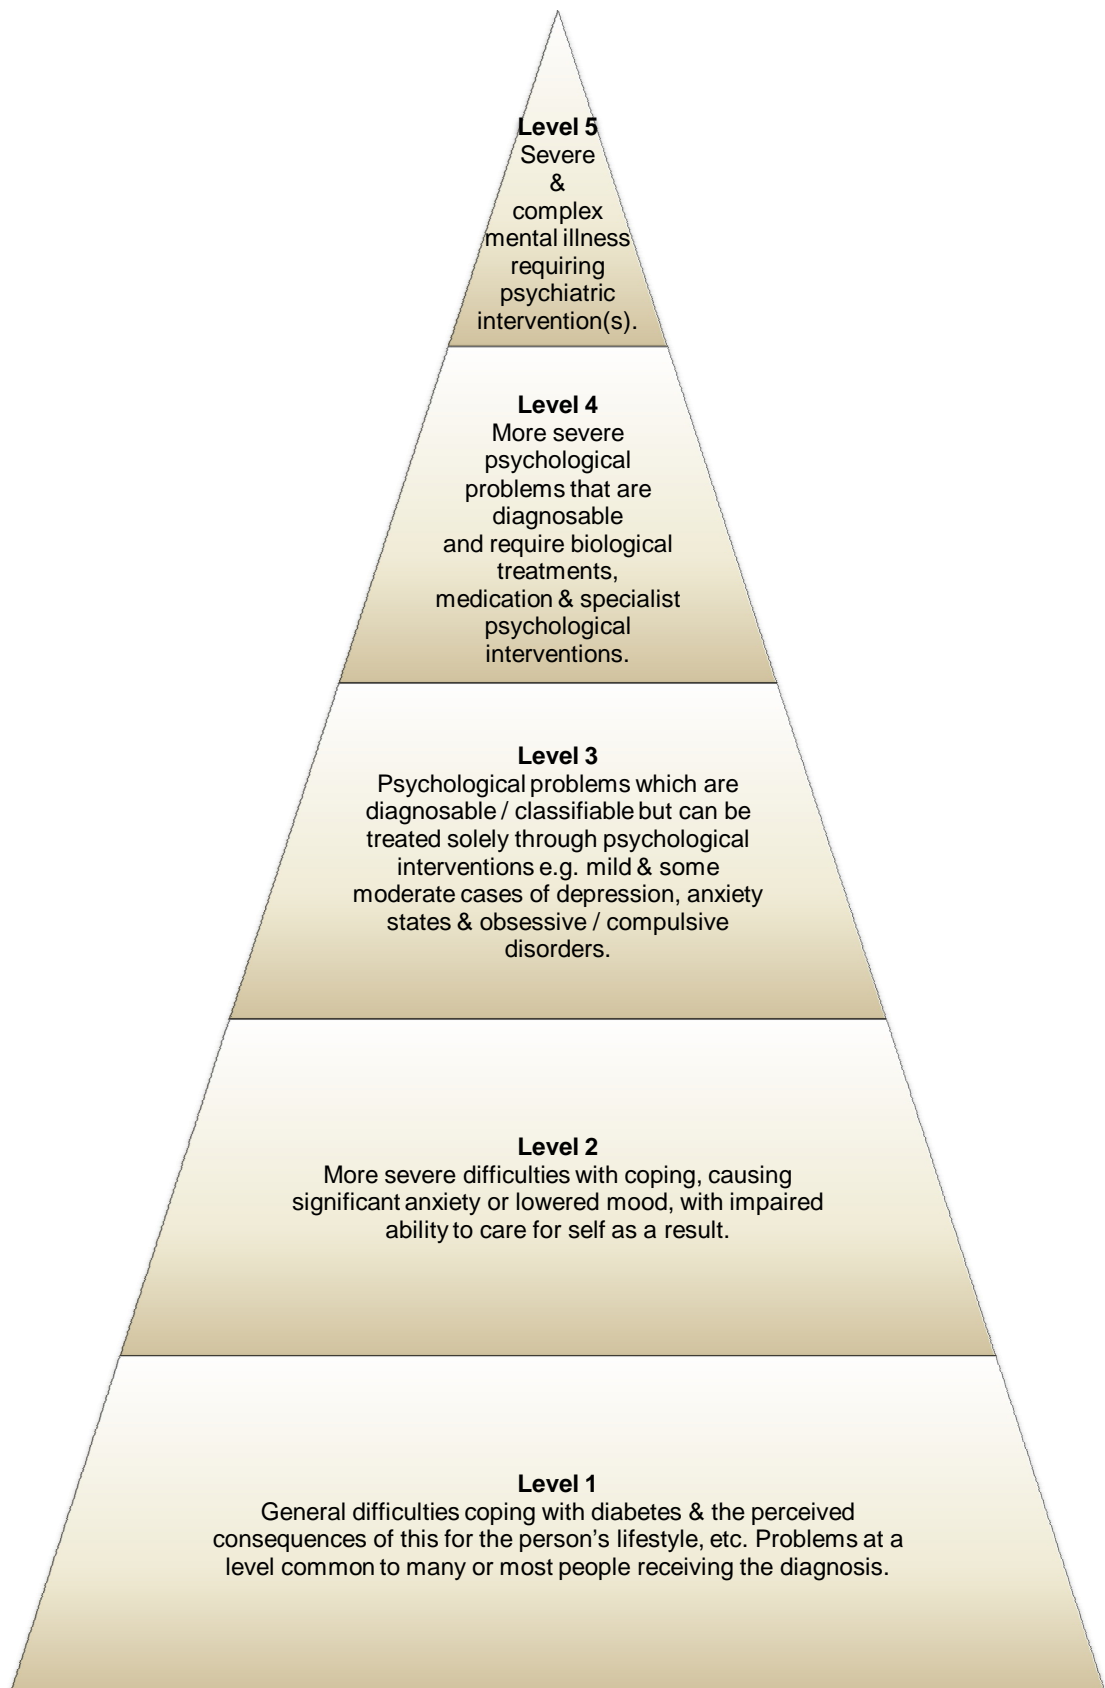 Level 5
Severe
&
complex
mental illness
requiring
psychiatric
intervention(s).
Level 4
More severe
psychological
problems that are
diagnosable
and require biological
treatments,
medication & specialist
psychological
interventions.
Level 3
Psychological problems which are
diagnosable / classifiable but can be
treated solely through psychological
interventions e.g. mild & some
moderate cases of depression, anxiety
states & obsessive / compulsive
disorders.
Level 2
More severe difficulties with coping, causing
significant anxiety or lowered mood, with impaired
ability to care for self as a result.
Level 1
General difficulties coping with diabetes & the perceived
consequences of this for the person’s lifestyle, etc. Problems at a
level common to many or most people receiving the diagnosis.